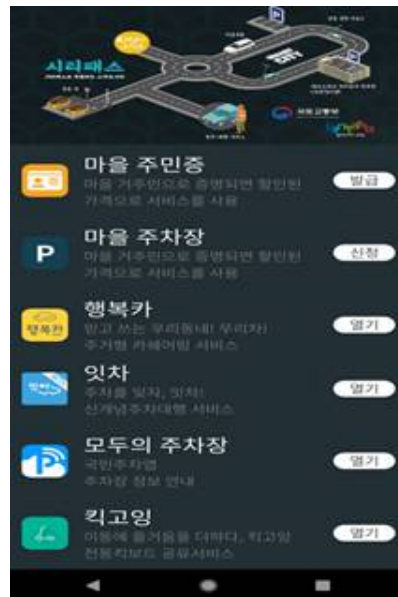 시리패스
국토교통부
마을 주민증
마을 거주민으로 증명되면 할인된
가격으로 서비스를 사용
발급
마을 주차장
마을 거주민으로 증명되면 할인된
가격으로 서비스를 사용
신청
행복카
행복카
믿고 쓰는 우리동네! 우리차!
주거형 카쉐어링 서비스
열기
잇차
주차를 잊자, 잇차!
신개념주차대행 서비스
열기
모두의 주차장
국민주차앱
주차장 정보 안내
열기
킥고잉
이동에 즐거움을 더하다, 킥고잉
전동킥보드 공유서비스
열기